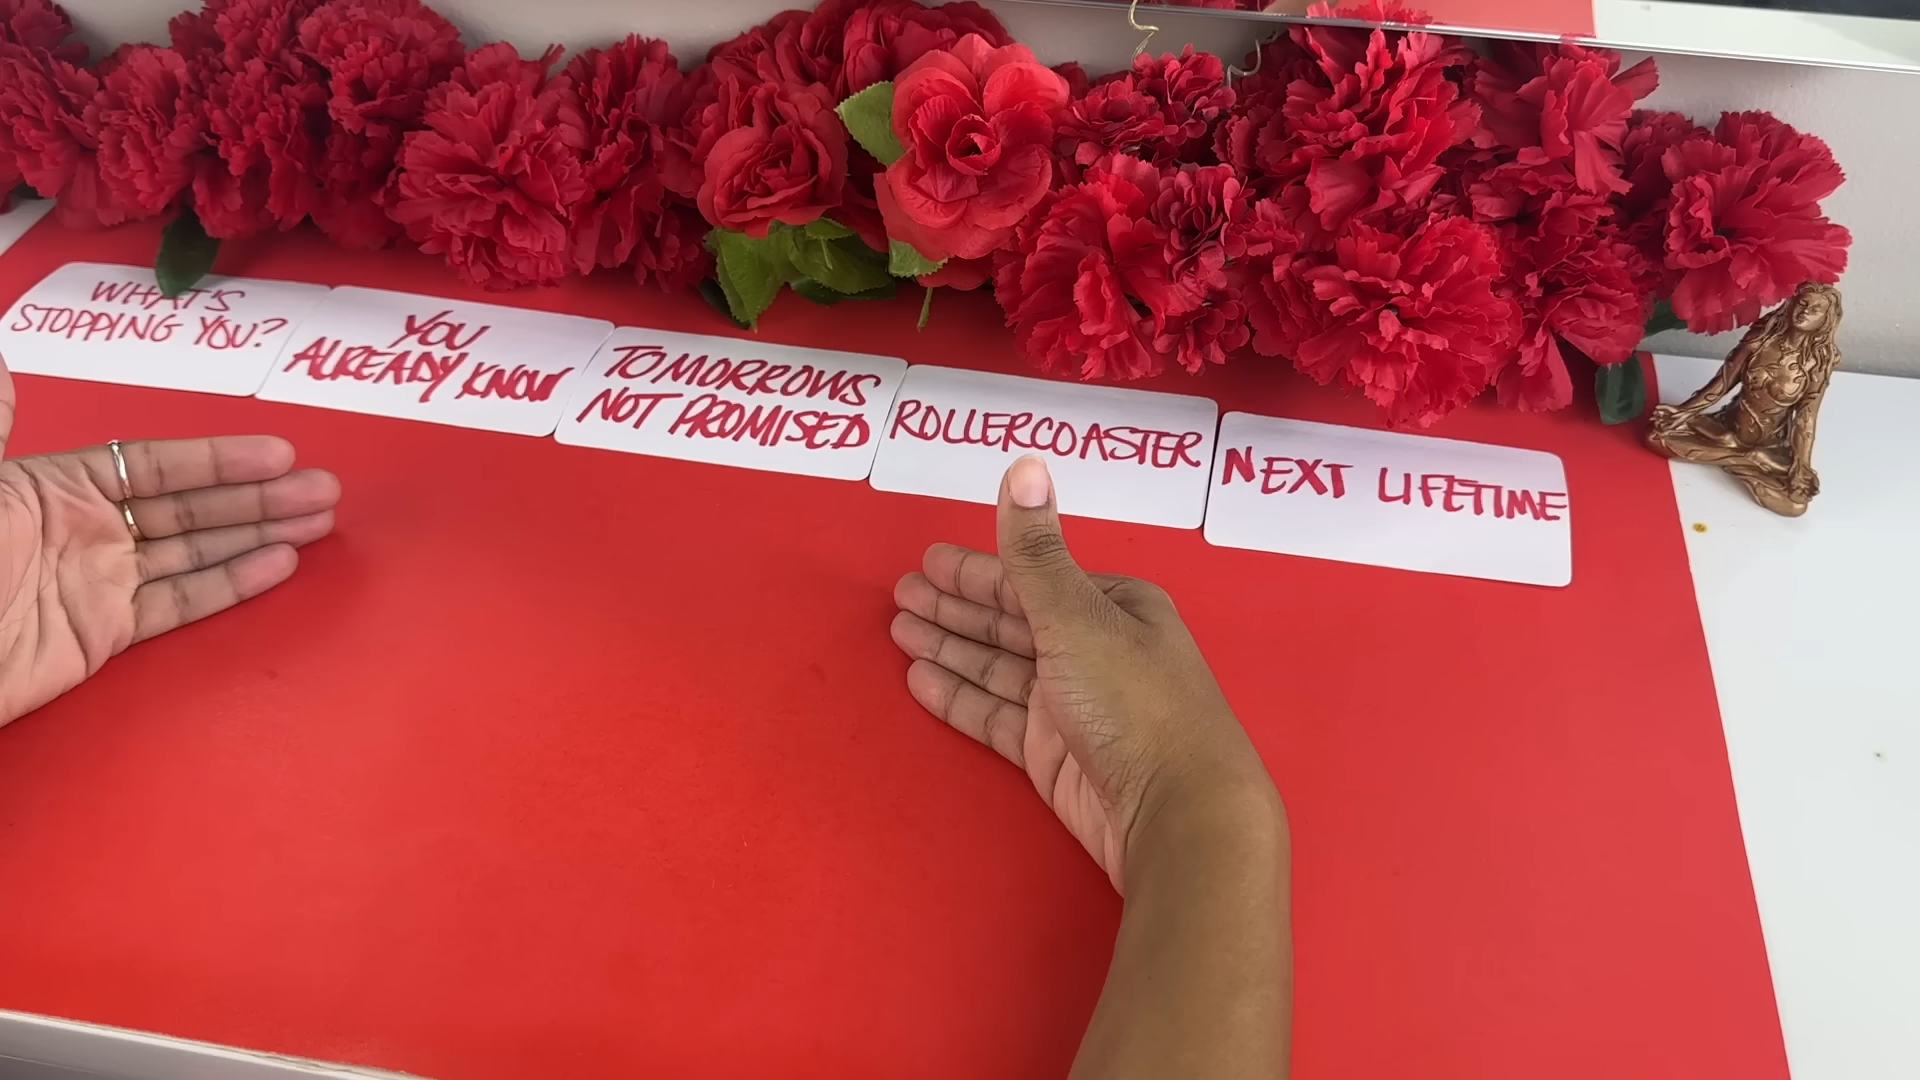 WHAT'S
STOPPING YOU?
YOU
ALREADY KNOW
TOMORROWS
NOT PROMISED
ROLLERCOASTER
NEXT LIFETIME